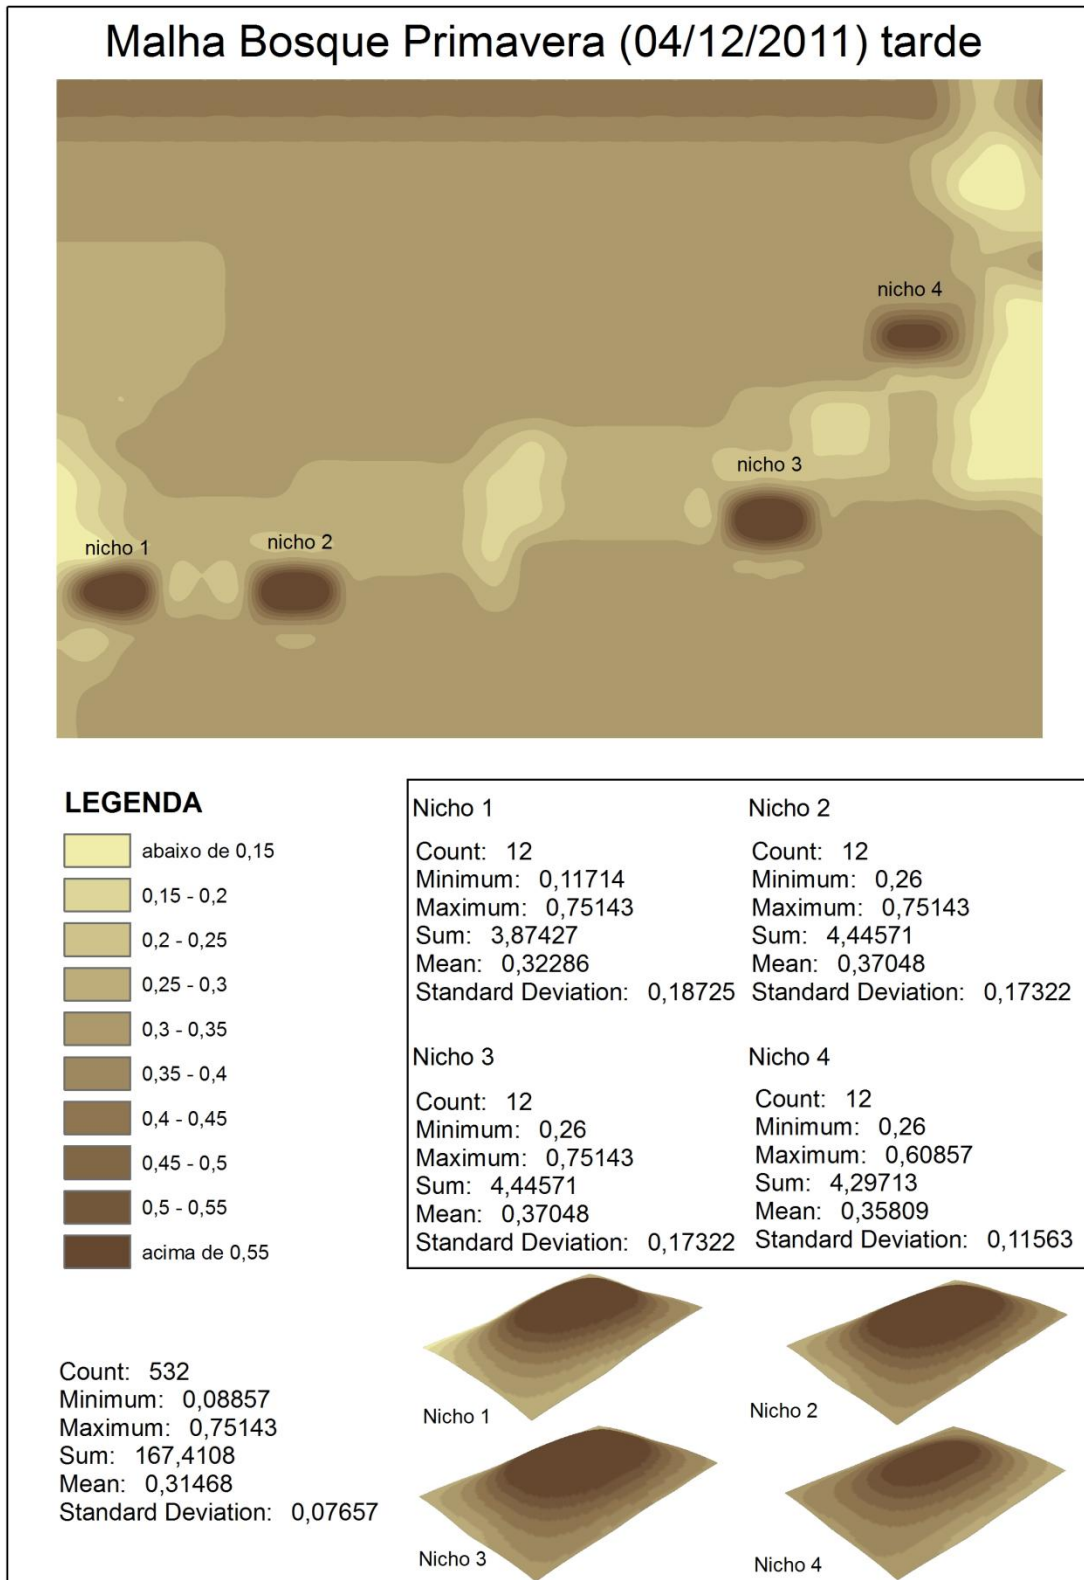 Malha Bosque Primavera (04/12/2011) tarde
nicho 4
nicho 3
nicho 1
nicho 2
LEGENDA
abaixo de 0,15
0,15 - 0,2
0,2 - 0,25
0,25 - 0,3
0,3 - 0,35
0,35 - 0,4
0,4 - 0,45
0,45 - 0,5
0,5 - 0,55
acima de 0,55
Nicho 1
Count: 12
Minimum: 0,11714
Maximum: 0,75143
Sum: 3,87427
Mean: 0,32286
Standard Deviation: 0,18725
Nicho 2
Count: 12
Minimum: 0,26
Maximum: 0,75143
Sum: 4,44571
Mean: 0,37048
Standard Deviation: 0,17322
Nicho 3
Count: 12
Minimum: 0,26
Maximum: 0,75143
Sum: 4,44571
Mean: 0,37048
Standard Deviation: 0,17322
Nicho 4
Count: 12
Minimum: 0,26
Maximum: 0,60857
Sum: 4,29713
Mean: 0,35809
Standard Deviation: 0,11563
Count: 532
Minimum: 0,08857
Maximum: 0,75143
Sum: 167,4108
Mean: 0,31468
Standard Deviation: 0,07657
Nicho 1
Nicho 2
Nicho 3
Nicho 4